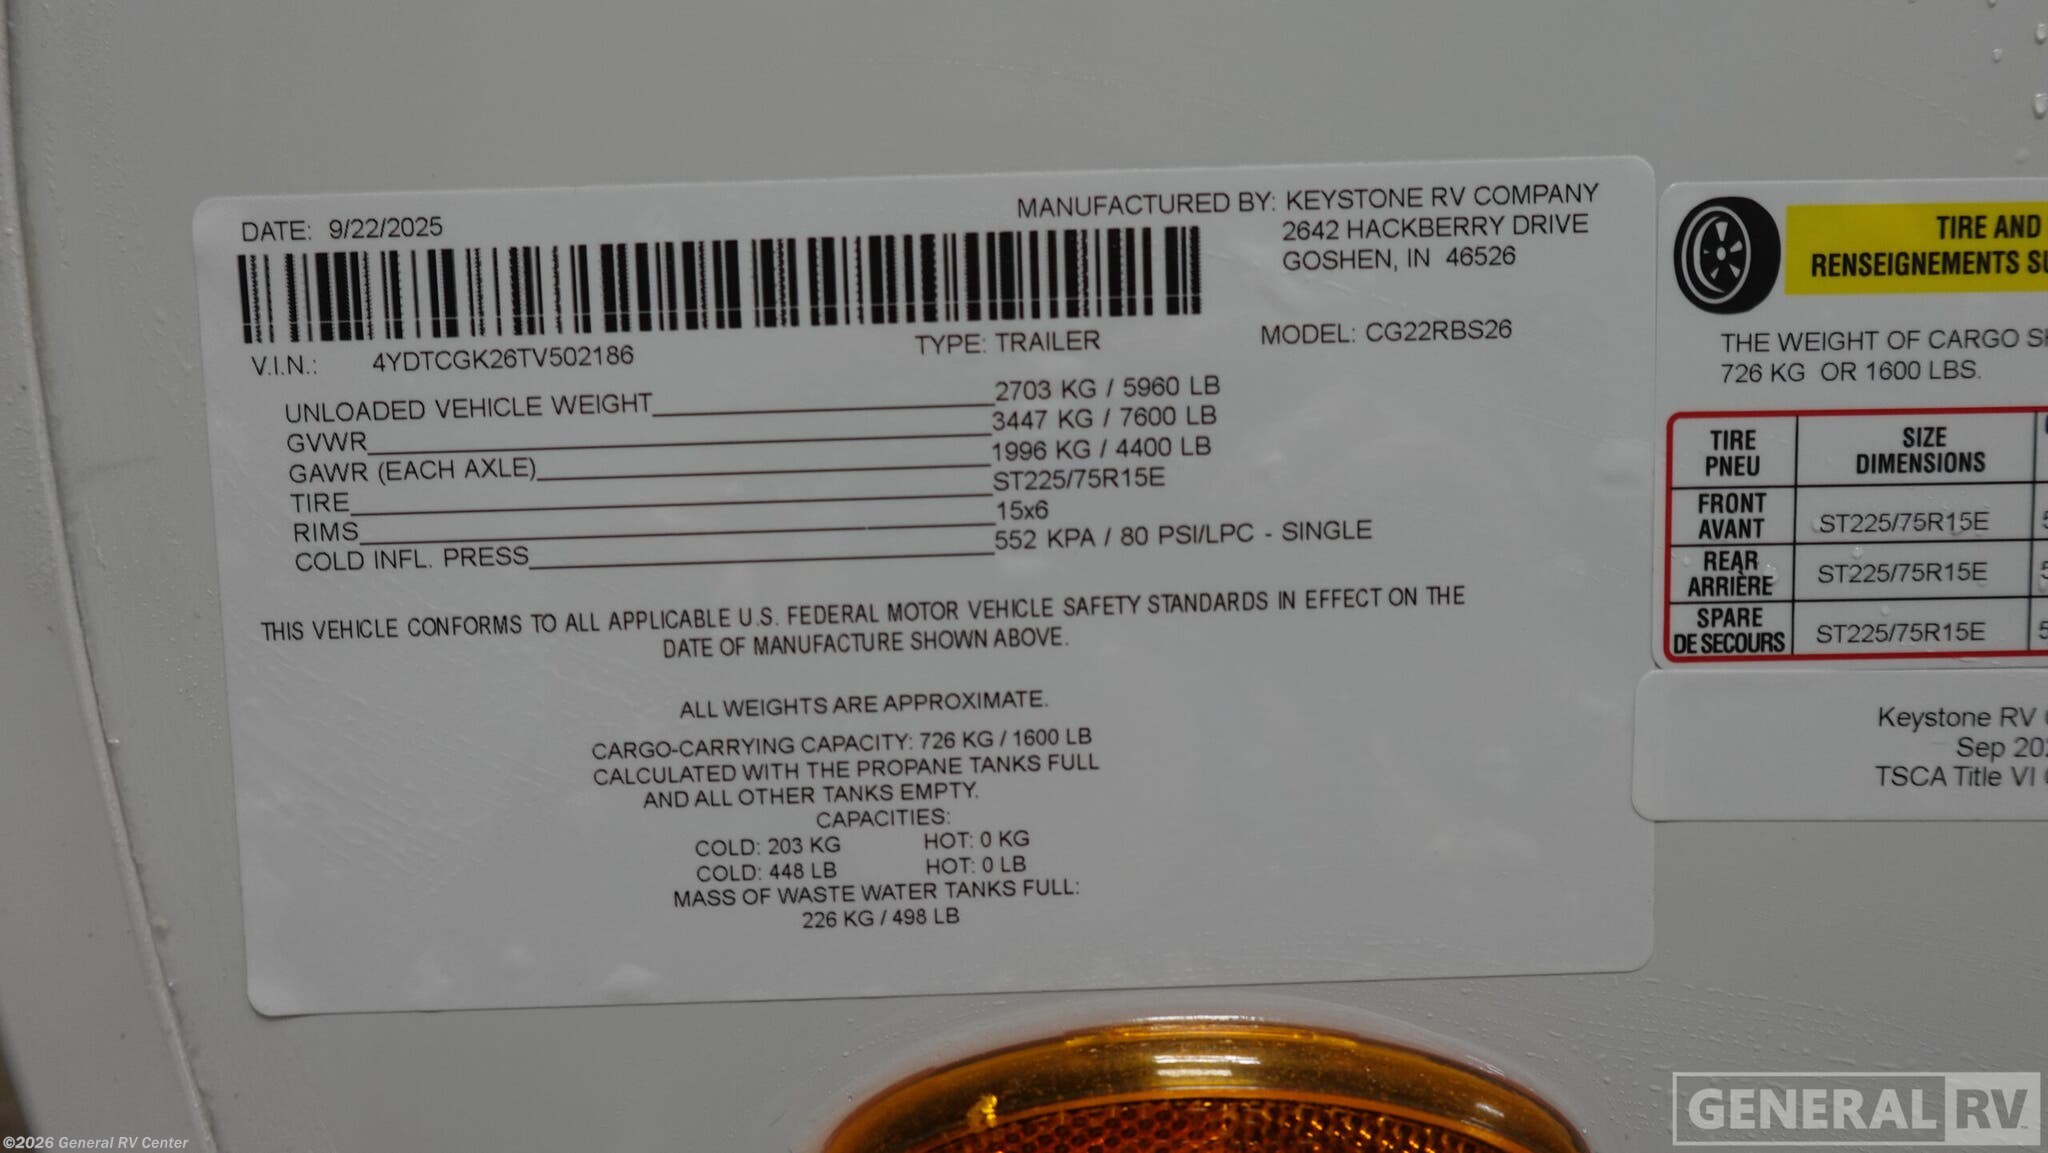 DATE: 9/22/2025
MANUFACTURED BY: KEYSTONE RV COMPANY
2642 HACKBERRY DRIVE
GOSHEN, IN 46526
V.I.N.: 4YDTCGK26TV502186
TYPE: TRAILER
MODEL: CG22RBS26
UNLOADED VEHICLE WEIGHT 2703 KG / 5960 LB
GVWR 3447 KG / 7600 LB
GAWR (EACH AXLE) 1996 KG / 4400 LB
TIRE ST225/75R15E
RIMS 15x6
COLD INFL. PRESS 552 KPA / 80 PSI/LPC - SINGLE
THIS VEHICLE CONFORMS TO ALL APPLICABLE U.S. FEDERAL MOTOR VEHICLE SAFETY STANDARDS IN EFFECT ON THE
DATE OF MANUFACTURE SHOWN ABOVE.
ALL WEIGHTS ARE APPROXIMATE.
CARGO-CARRYING CAPACITY: 726 KG / 1600 LB
CALCULATED WITH THE PROPANE TANKS FULL
AND ALL OTHER TANKS EMPTY.
CAPACITIES:
COLD: 203 KG HOT: 0 KG
COLD: 448 LB HOT: 0 LB
MASS OF WASTE WATER TANKS FULL:
226 KG / 498 LB
TIRE AND
RENSEIGNEMENTS
THE WEIGHT OF CARGO
726 KG OR 1600 LBS.
TIRE SIZE
PNEU DIMENSIONS
FRONT
AVANT ST225/75R15E
REAR
ARRIÈRE ST225/75R15E
SPARE
DE SECOURS ST225/75R15E
Keystone RV
Sep
TSCA Title VI
GENERAL RV
©2026 General RV Center